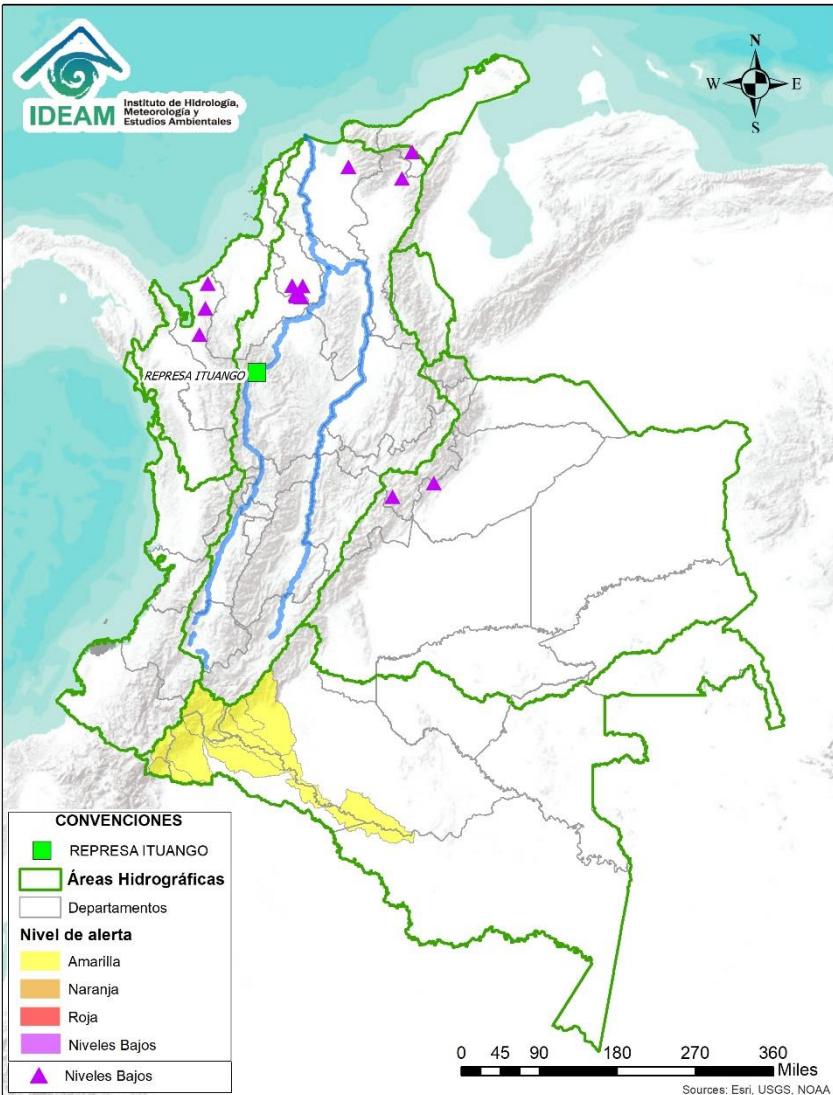 IDEAM
Instituto de Hidrología,
Meteorología y
Estudios Ambientales
N
W
E
S
REPRESA ITUANGO
CONVENCIONES
REPRESA ITUANGO
Áreas Hidrográficas
Departamentos
Nivel de alerta
Amarilla
Naranja
Roja
Niveles Bajos
Niveles Bajos
0 45 90 180 270 360
Miles
Sources: Esri, USGS, NOAA